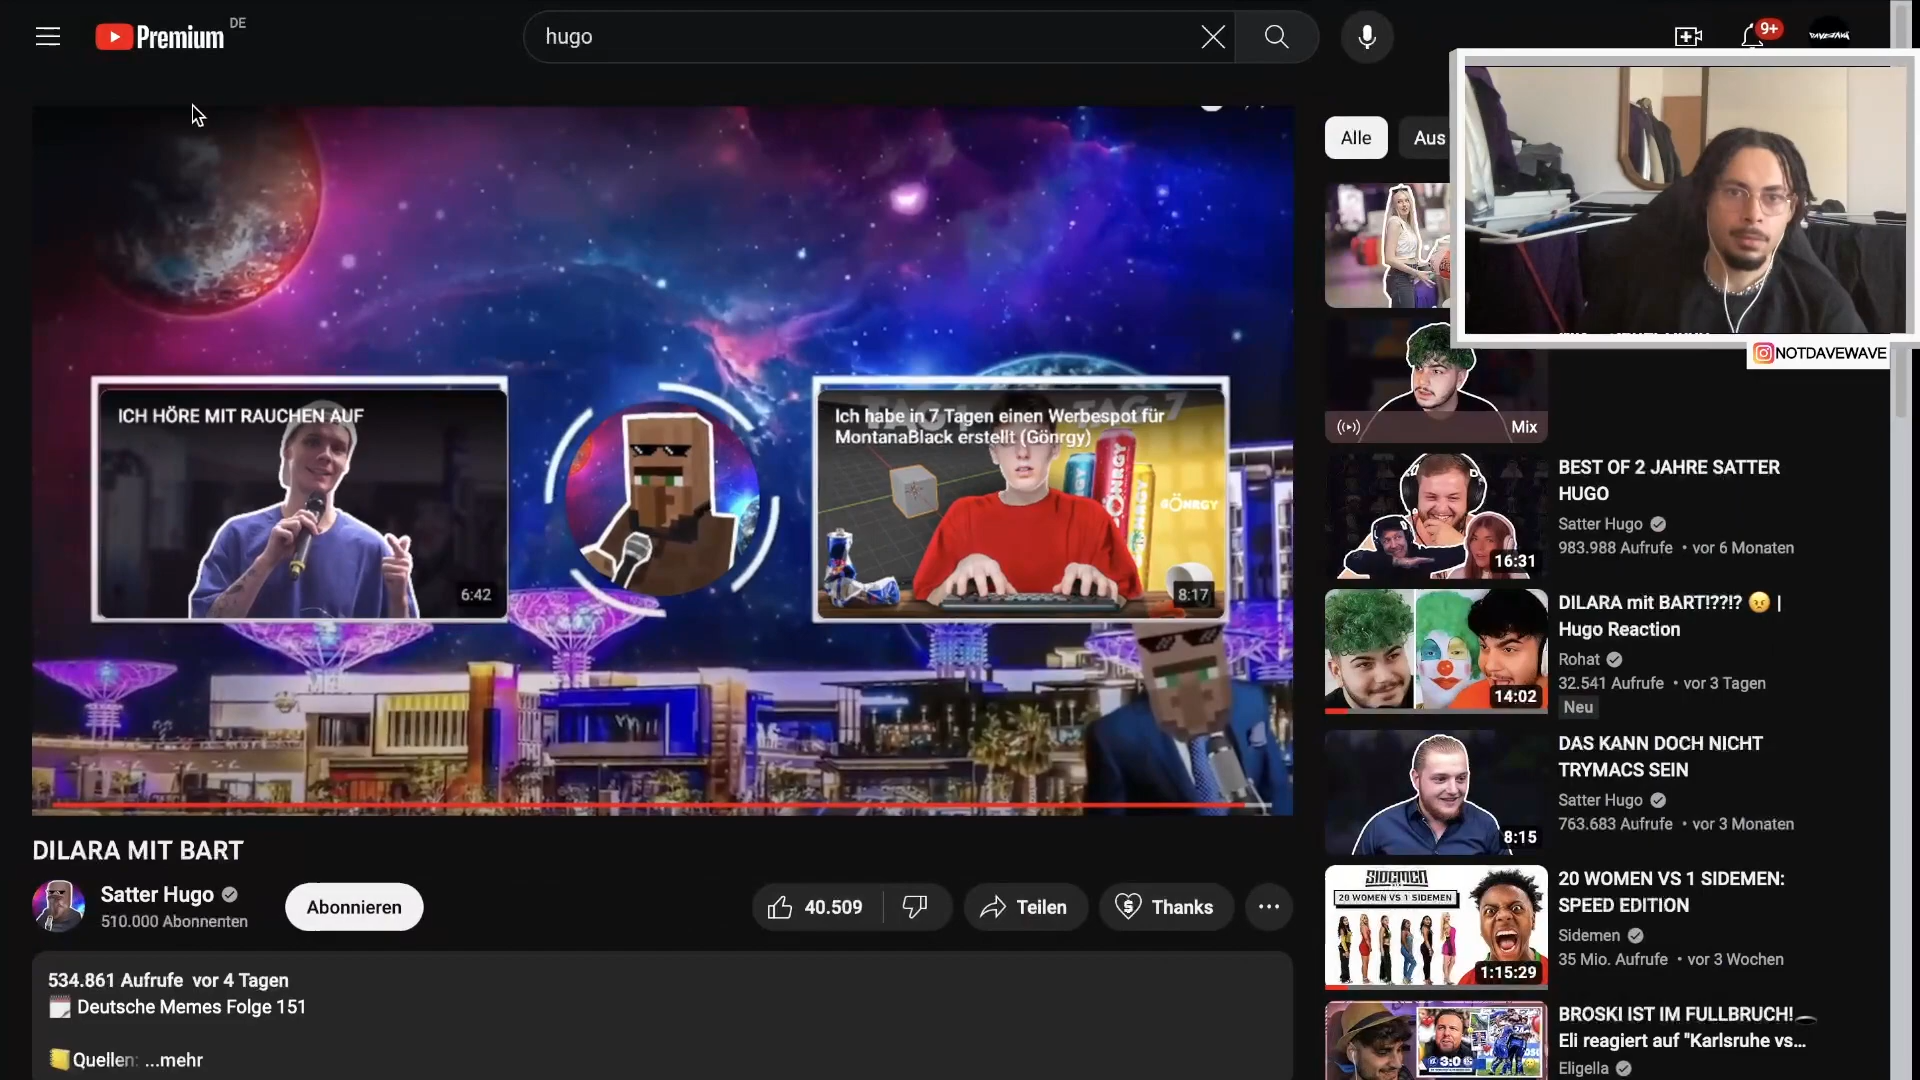 Premium
DE
hugo
9+
Alle
Aus
NOTDAVEWAVE
ICH HÖRE MIT RAUCHEN AUF
6:42
Ich habe in 7 Tagen einen Werbespot für
MontanaBlack erstellt (Gönrgy)
GÖNRGY
8:17
DILARA MIT BART
Satter Hugo
510.000 Abonnenten
Abonnieren
40.509
Teilen
Thanks
534.861 Aufrufe vor 4 Tagen
Deutsche Memes Folge 151
Quellen: ...mehr
Mix
16:31
BEST OF 2 JAHRE SATTER
HUGO
Satter Hugo
983.988 Aufrufe • vor 6 Monaten
14:02
DILARA mit BART!??!? 😡 |
Hugo Reaction
Rohat
32.541 Aufrufe • vor 3 Tagen
Neu
8:15
DAS KANN DOCH NICHT
TRYMACS SEIN
Satter Hugo
763.683 Aufrufe • vor 3 Monaten
SIDEMEN
20 WOMEN VS 1 SIDEMEN
1:15:29
20 WOMEN VS 1 SIDEMEN:
SPEED EDITION
Sidemen
35 Mio. Aufrufe • vor 3 Wochen
3:0
BROSKI IST IM FULLBRUCH!
Eli reagiert auf "Karlsruhe vs...
Eligella